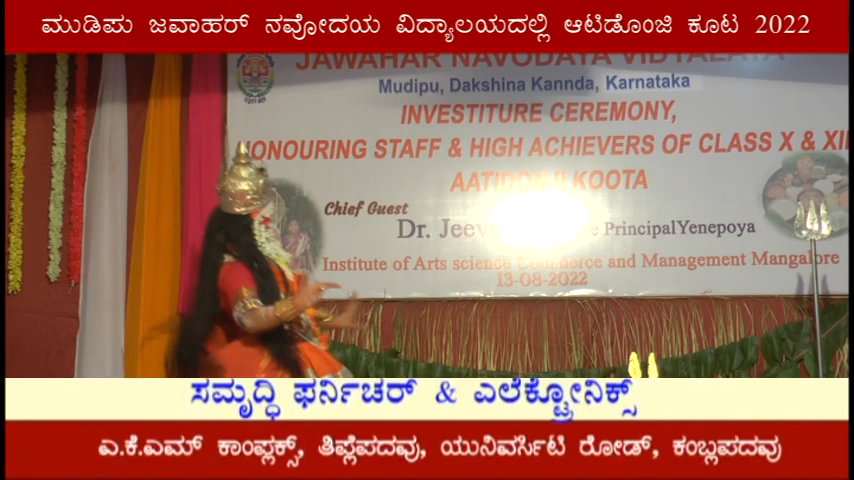 ಮುಡಿಪು ಜವಾಹರ್ ನವೋದಯ ವಿದ್ಯಾಲಯದಲ್ಲಿ ಆಟಿಡೊಂಜಿ ಕೂಟ 2022
JAWAHAR NAVODAYA VIDYALAYA
Mudipu, Dakshina Kannda, Karnataka
INVESTITURE CEREMONY,
HONOURING STAFF & HIGH ACHIEVERS OF CLASS X & XII
KOOTA
Chief Guest
Dr. Principal Yenepoya
Institute of Arts science Commerce and Management Mangalore
13-08-2022
ಸಮೃದ್ಧಿ ಫರ್ನಿಚರ್ & ಎಲೆಕ್ಟ್ರೋನಿಕ್ಸ್
ಎ.ಕೆ.ಎಮ್ ಕಾಂಪ್ಲಕ್ಸ್, ತಿಪ್ಲೆಪದವು, ಯುನಿವರ್ಸಿಟಿ ರೋಡ್, ಕಂಬ್ಲಪದವು